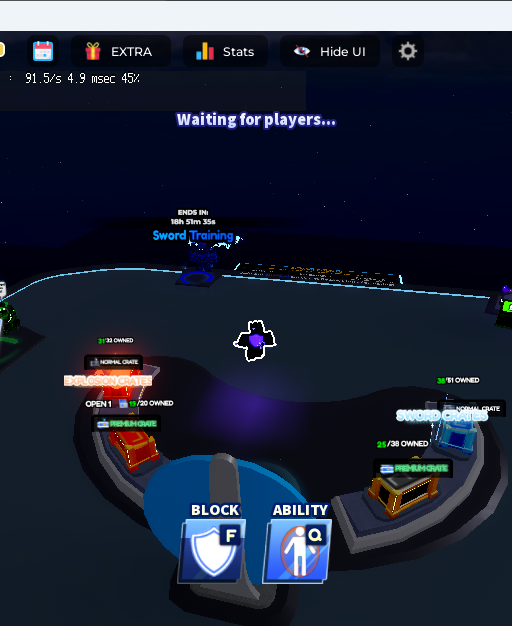 EXTRA
Stats
Hide UI
: 91.5/s 4.9 msec 45%
Waiting for players...
ENDS IN:
18h 51m 35s
Sword Training
31/32 OWNED
NORMAL CRATE
EXPLOSION CRATES
OPEN 1
19/20 OWNED
PREMIUM CRATE
38/51 OWNED
NORMAL CRATE
SWORD CRATES
25/38 OWNED
PREMIUM CRATE
BLOCK
ABILITY
F
Q